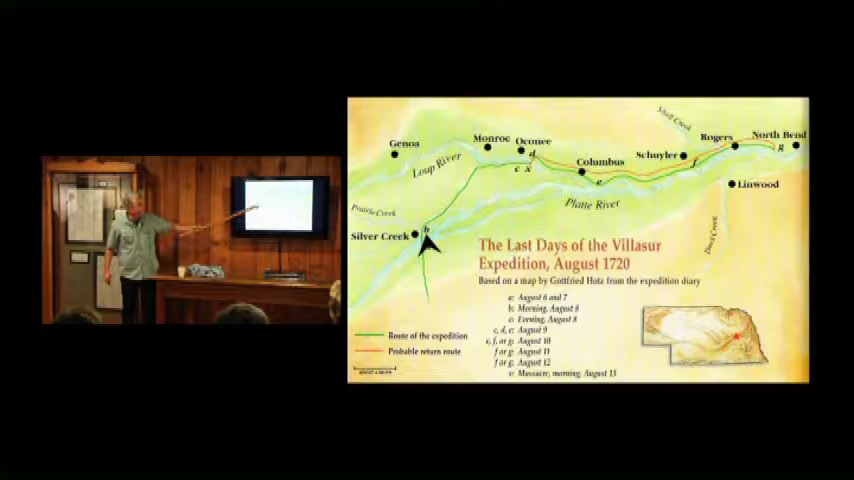 Shell Creek
Genoa
Monroe
Oconee
Rogers
North Bend
d
g
Loup River
c x
Columbus
Schuyler
f
e
Linwood
Prairie Creek
Platte River
Silver Creek
b
Duck Creek
The Last Days of the Villasur
Expedition, August 1720
Based on a map by Gottfried Hotz from the expedition diary
a: August 6 and 7
b: Morning, August 8
c: Evening, August 8
c, d, e: August 9
e, f, or g: August 10
f or g: August 11
f or g: August 12
x: Massacre, morning, August 13
Route of the expedition
Probable return route